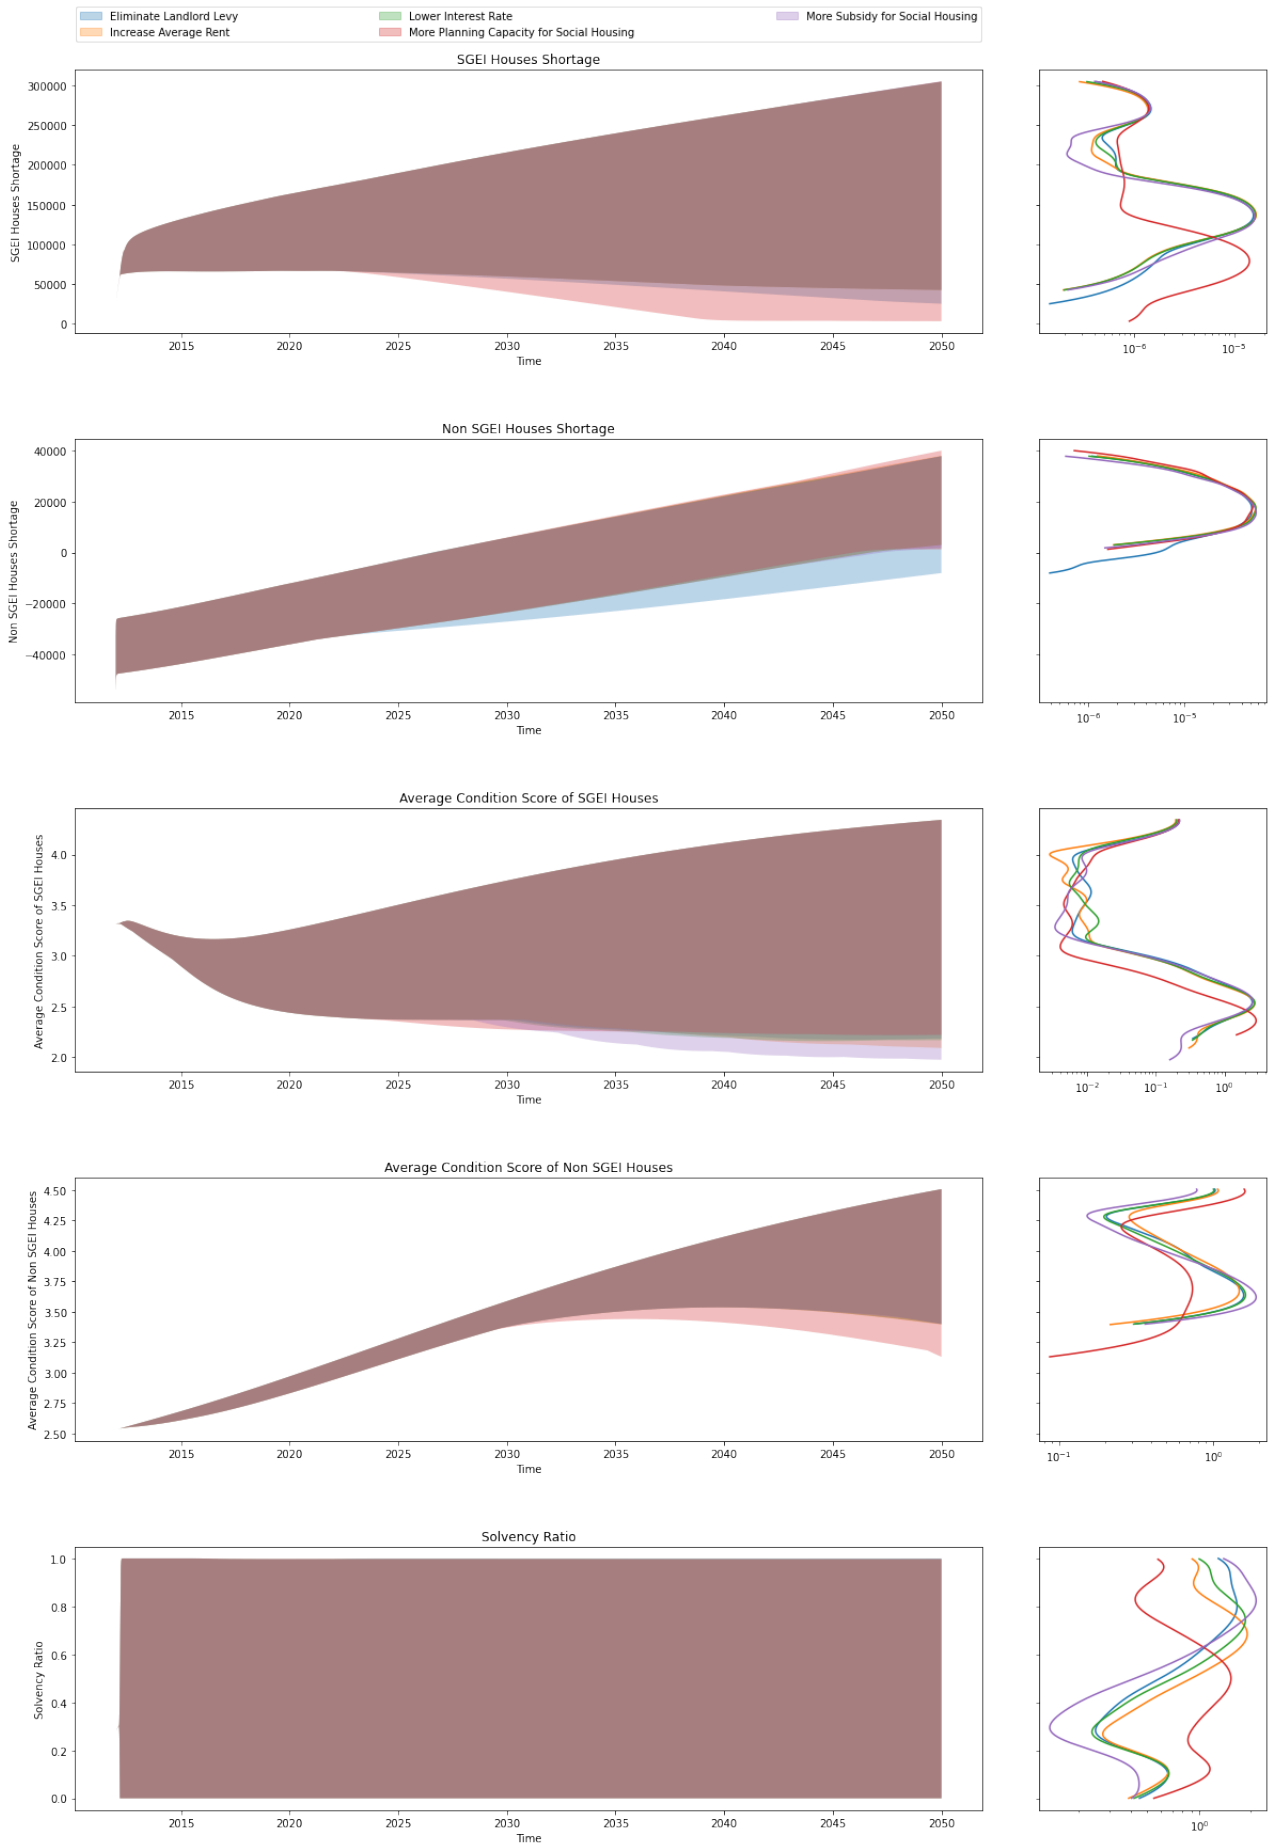 Eliminate Landlord Levy
Increase Average Rent
Lower Interest Rate
More Planning Capacity for Social Housing
More Subsidy for Social Housing
SGEI Houses Shortage
SGEI Houses Shortage
300000
250000
200000
150000
100000
50000
0
2015 2020 2025 2030 2035 2040 2045 2050
Time
10⁻⁶ 10⁻⁵
Non SGEI Houses Shortage
Non SGEI Houses Shortage
40000
20000
0
−20000
−40000
2015 2020 2025 2030 2035 2040 2045 2050
Time
10⁻⁶ 10⁻⁵
Average Condition Score of SGEI Houses
Average Condition Score of SGEI Houses
4.0
3.5
3.0
2.5
2.0
2015 2020 2025 2030 2035 2040 2045 2050
Time
10⁻² 10⁻¹ 10⁰
Average Condition Score of Non SGEI Houses
Average Condition Score of Non SGEI Houses
4.50
4.25
4.00
3.75
3.50
3.25
3.00
2.75
2.50
2015 2020 2025 2030 2035 2040 2045 2050
Time
10⁻¹ 10⁰
Solvency Ratio
Solvency Ratio
1.0
0.8
0.6
0.4
0.2
0.0
2015 2020 2025 2030 2035 2040 2045 2050
Time
10⁰